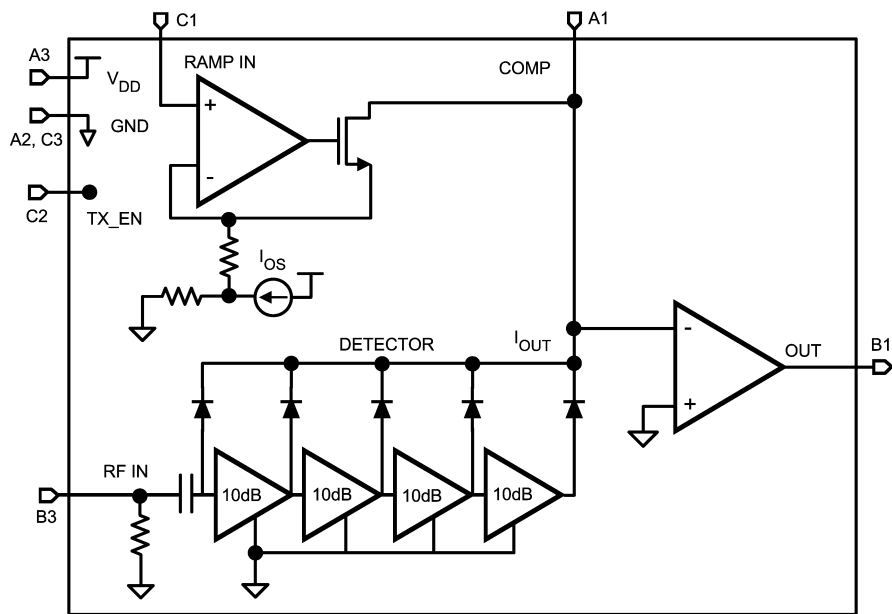 C1
A1
A3
RAMP IN
COMP
VDD
+
A2, C3
GND
-
C2
TX_EN
IOS
DETECTOR
IOUT
-
OUT
B1
+
RF IN
10dB
10dB
10dB
10dB
B3